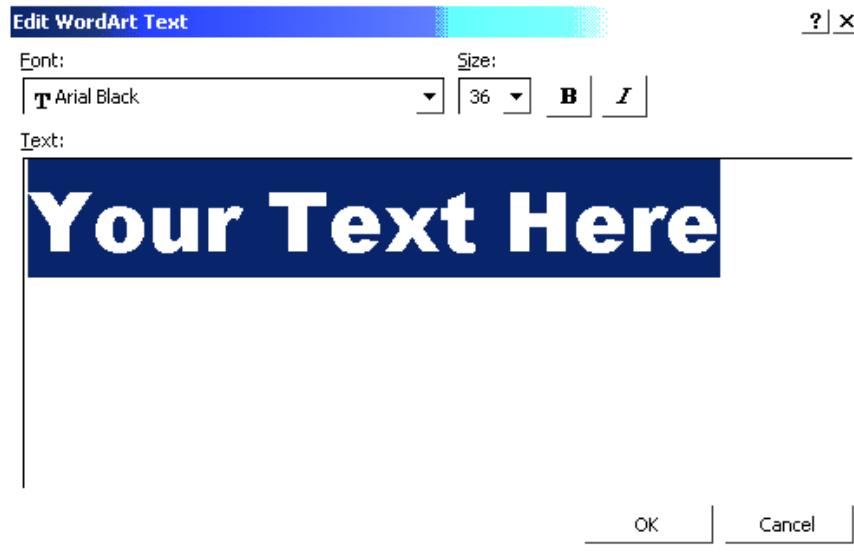 Edit WordArt Text
? ×
Font: Size:
Arial Black 36 B I
Text:
Your Text Here
OK Cancel